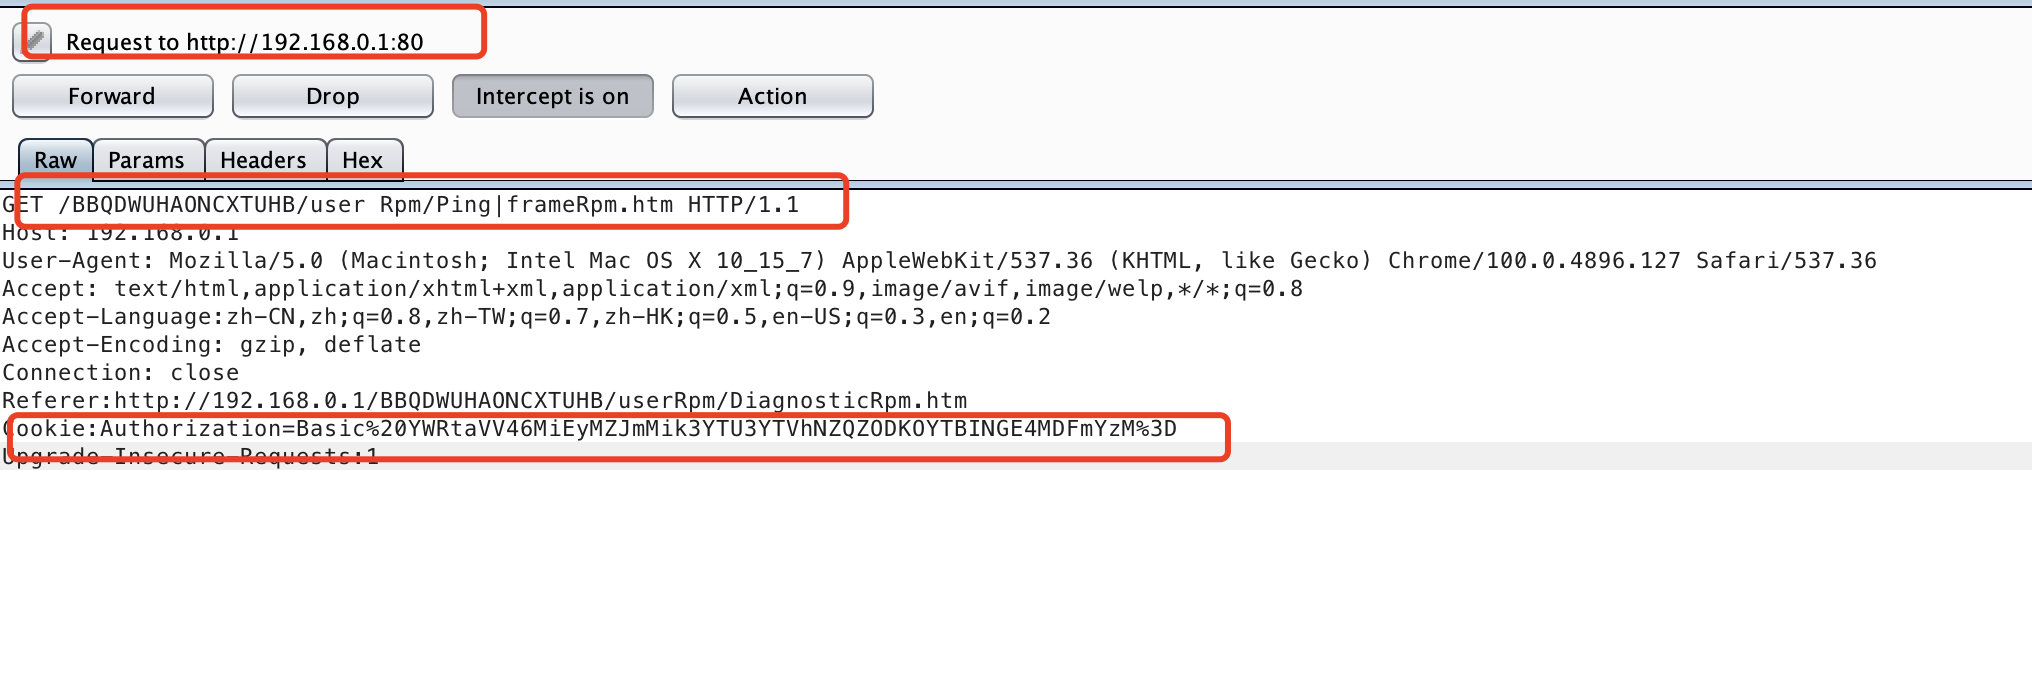 Request to http://192.168.0.1:80
Forward Drop Intercept is on Action
Raw Params Headers Hex
GET /BBQDWUHAONCXTUHB/user Rpm/Ping|frameRpm.htm HTTP/1.1
Host: 192.168.0.1
User-Agent: Mozilla/5.0 (Macintosh; Intel Mac OS X 10_15_7) AppleWebKit/537.36 (KHTML, like Gecko) Chrome/100.0.4896.127 Safari/537.36
Accept: text/html,application/xhtml+xml,application/xml;q=0.9,image/avif,image/welp,*/*;q=0.8
Accept-Language:zh-CN,zh;q=0.8,zh-TW;q=0.7,zh-HK;q=0.5,en-US;q=0.3,en;q=0.2
Accept-Encoding: gzip, deflate
Connection: close
Referer:http://192.168.0.1/BBQDWUHAONCXTUHB/userRpm/DiagnosticRpm.htm
Cookie:Authorization=Basic%20YWRtaVV46MiEyMZJmMik3YTU3YTVhNZQZODKOYTBINGE4MDFmYzM%3D
Upgrade-Insecure-Requests:1